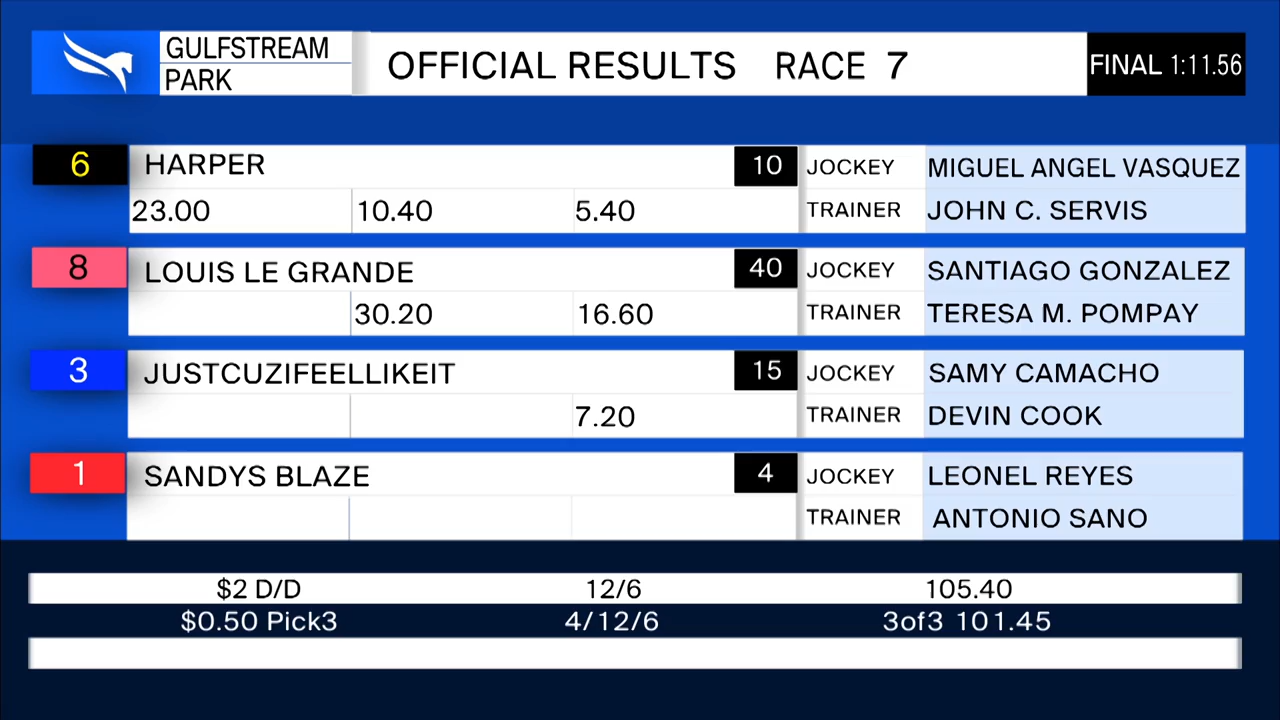 GULFSTREAM
PARK
OFFICIAL RESULTS RACE 7
FINAL 1:11.56
6 HARPER 10 JOCKEY MIGUEL ANGEL VASQUEZ
23.00 10.40 5.40 TRAINER JOHN C. SERVIS
8 LOUIS LE GRANDE 40 JOCKEY SANTIAGO GONZALEZ
30.20 16.60 TRAINER TERESA M. POMPAY
3 JUSTCUZIFEELLIKEIT 15 JOCKEY SAMY CAMACHO
7.20 TRAINER DEVIN COOK
1 SANDYS BLAZE 4 JOCKEY LEONEL REYES
TRAINER ANTONIO SANO
$2 D/D 12/6 105.40
$0.50 Pick3 4/12/6 3of3 101.45